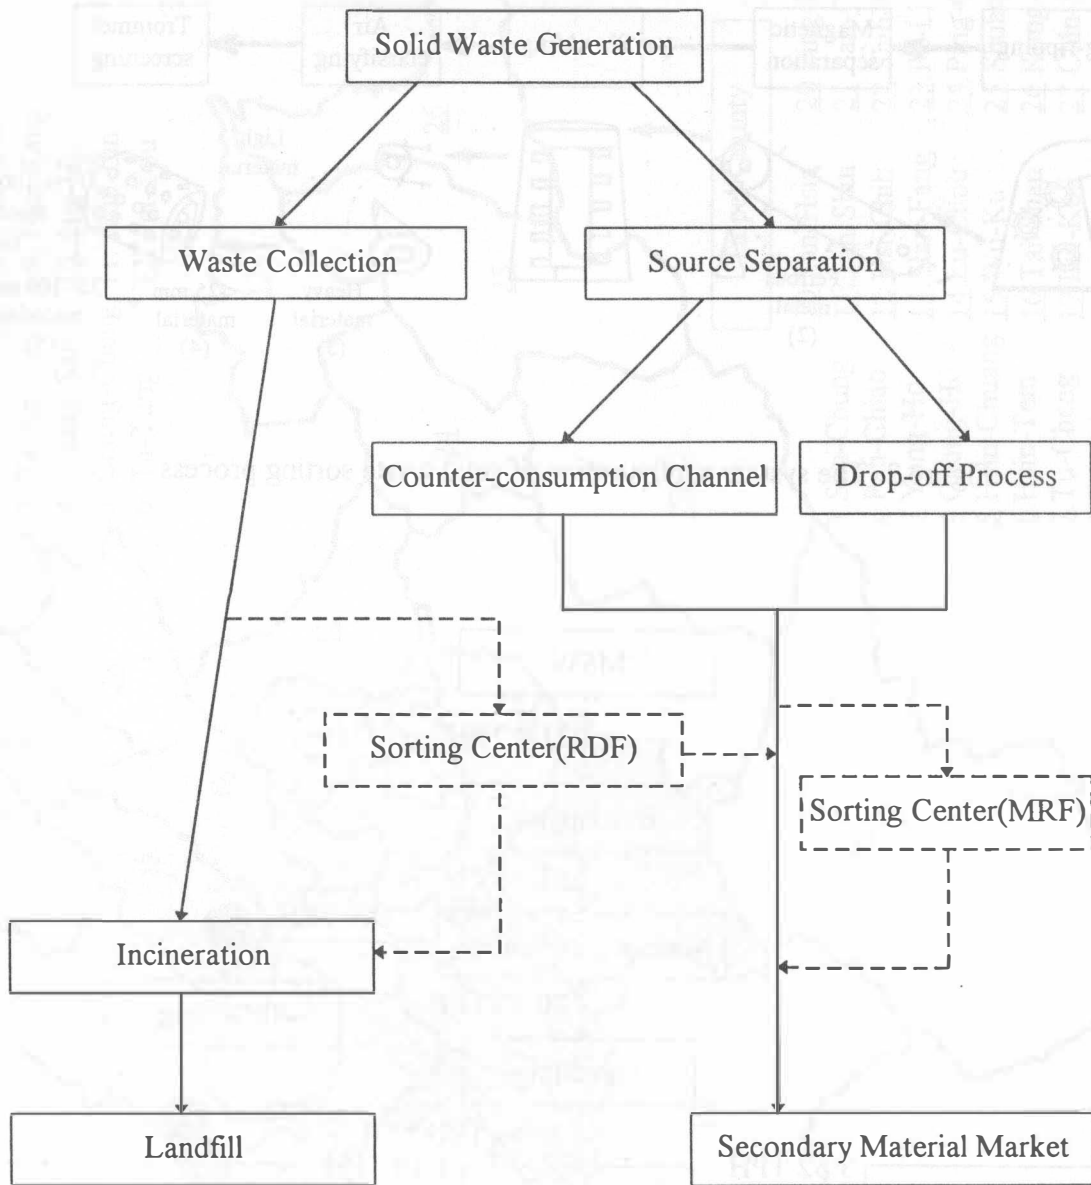 Solid Waste Generation
Waste Collection
Source Separation
Counter-consumption Channel
Drop-off Process
Sorting Center(RDF)
Sorting Center(MRF)
Incineration
Landfill
Secondary Material Market